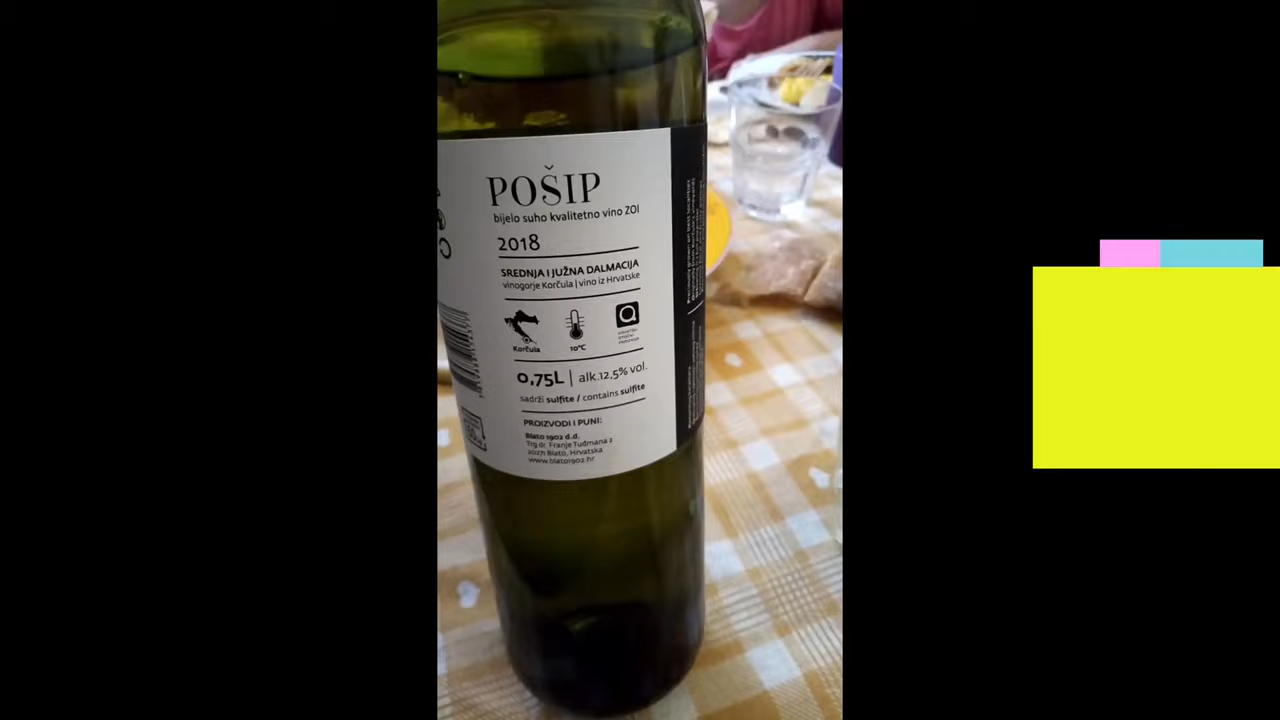 POŠIP
bijelo suho kvalitetno vino ZOI
2018
SREDNJA I JUŽNA DALMACIJA
vinogorje Korčula | vino iz Hrvatske
Korčula
10°C
0,75L | alk.12,5% vol.
sadrži sulfite / contains sulfite
PROIZVODI I PUNI:
Blato 1902 d.d.
Trg dr. Franje Tuđmana 2
20271 Blato, Hrvatska
www.blato1902.hr